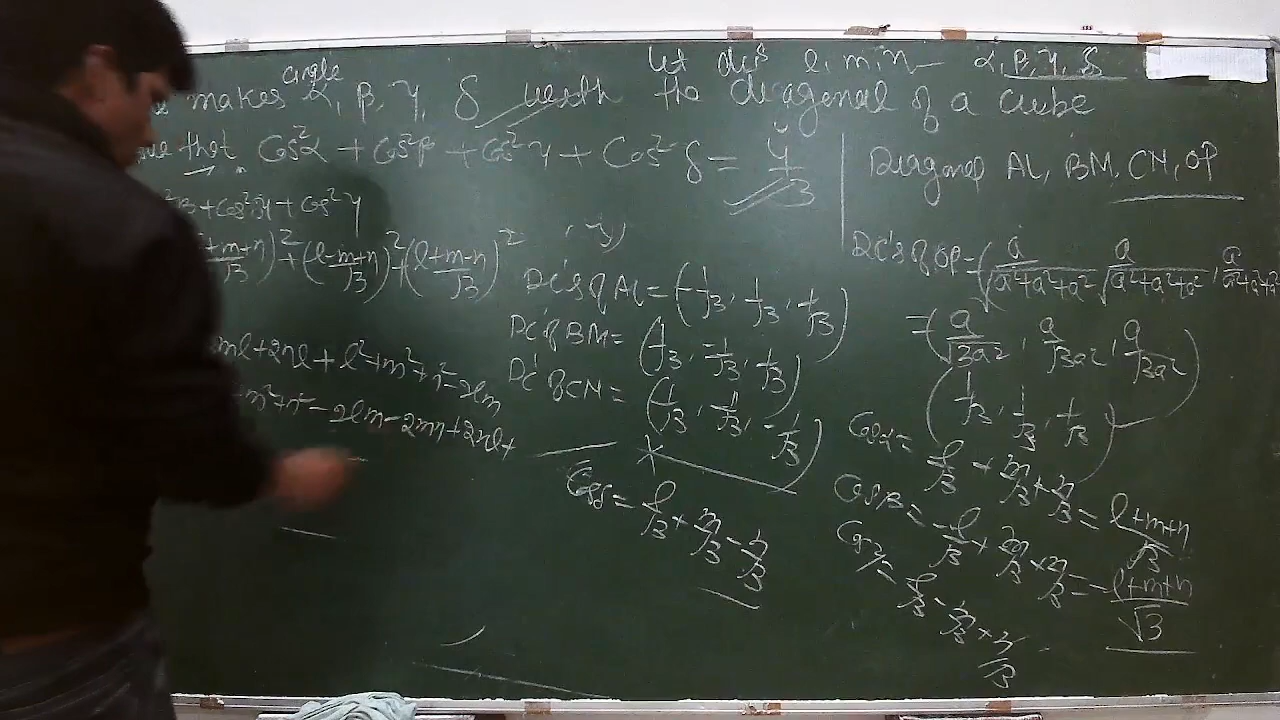 let dc's l, m, n α, β, γ, δ
angle
makes α, β, γ, δ with the diagonal of a cube
that Cos²α + Cos²β + Cos²γ + Cos²δ = 4/3
Diagonal AL, BM, CN, OP
β + Cos²γ + Cos²γ
+m+n/√3)² + (l-m+n/√3)² + (l+m-n/√3)²
DC's of OP = (a/√a²+a²+a², a/√a²+a²+a², a/√a²+a²+a²
= (a/√3a², a/√3a², a/√3a²)
(1/√3, 1/√3, 1/√3)
DC's of AL = (-1/√3, 1/√3, 1/√3)
DC of BM = (1/√3, -1/√3, 1/√3)
DC' of CN = (1/√3, 1/√3, -1/√3)
ml + 2nl + l² + m² + n² - 2lm
m² + n² - 2lm - 2mn + 2nl +
Cosδ = l/√3 + m/√3 - n/√3
Cosα = l/√3 + m/√3 + n/√3 = l+m+n/√3
Cosβ = -l/√3 + m/√3 + n/√3 = -l+m+n/√3
Cosγ = l/√3 - m/√3 + n/√3